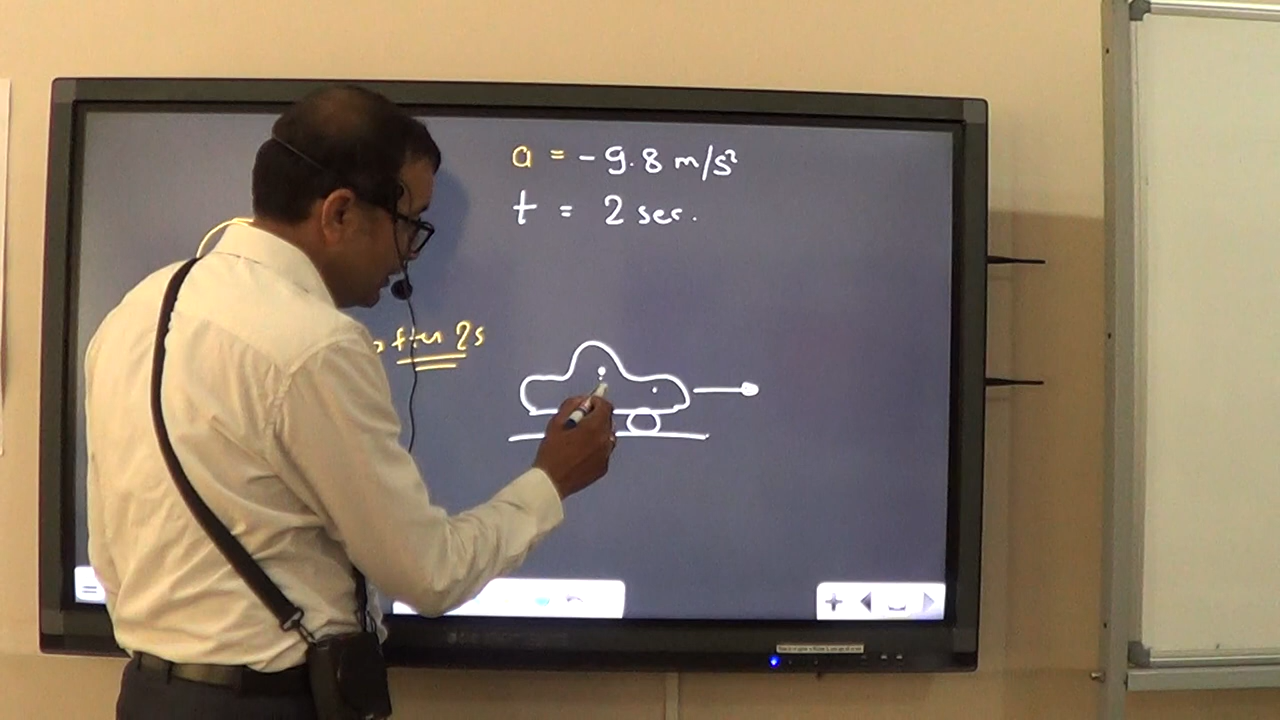 a = -9.8 m/s²
t = 2 sec.
after 2s